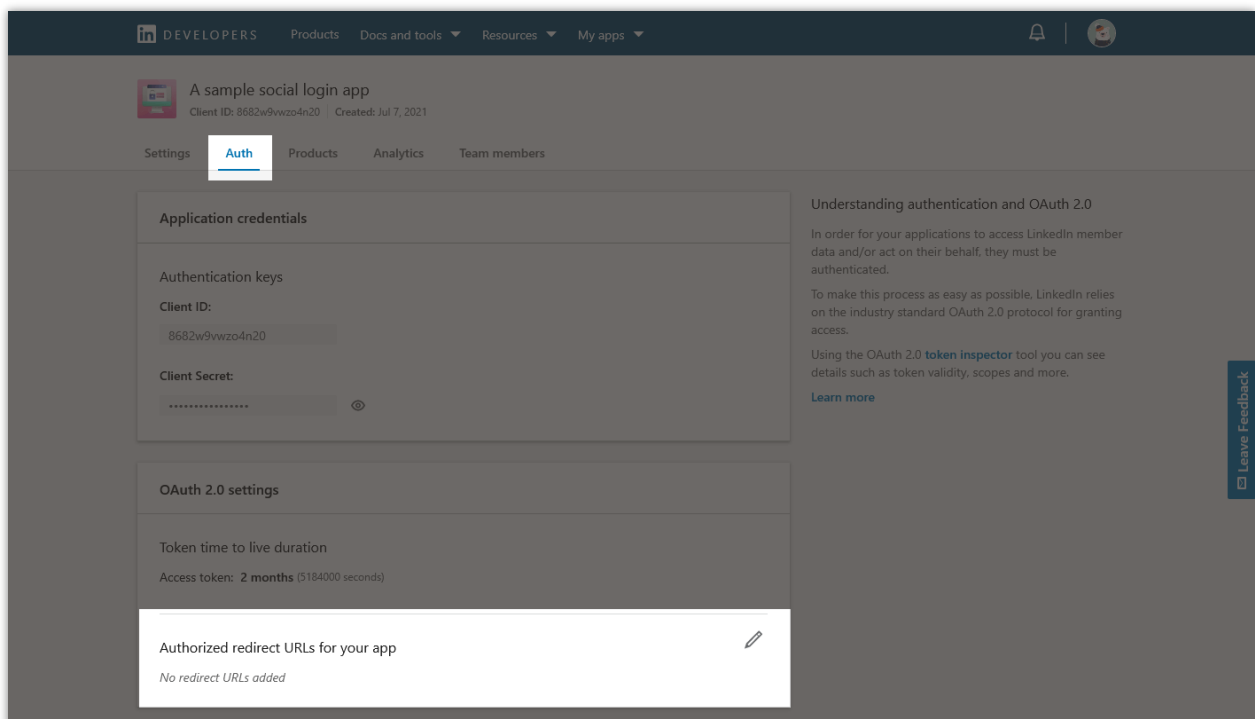 in DEVELOPERS Products Docs and tools Resources My apps
A sample social login app
Client ID: 8682w9vwzo4n20 Created: Jul 7, 2021
Settings Auth Products Analytics Team members
Application credentials
Authentication keys
Client ID:
8682w9vwzo4n20
Client Secret:
••••••••••••••••
OAuth 2.0 settings
Token time to live duration
Access token: 2 months (5184000 seconds)
Authorized redirect URLs for your app
No redirect URLs added
Understanding authentication and OAuth 2.0
In order for your applications to access LinkedIn member
data and/or act on their behalf, they must be
authenticated.
To make this process as easy as possible, LinkedIn relies
on the industry standard OAuth 2.0 protocol for granting
access.
Using the OAuth 2.0 token inspector tool you can see
details such as token validity, scopes and more.
Learn more
Leave Feedback